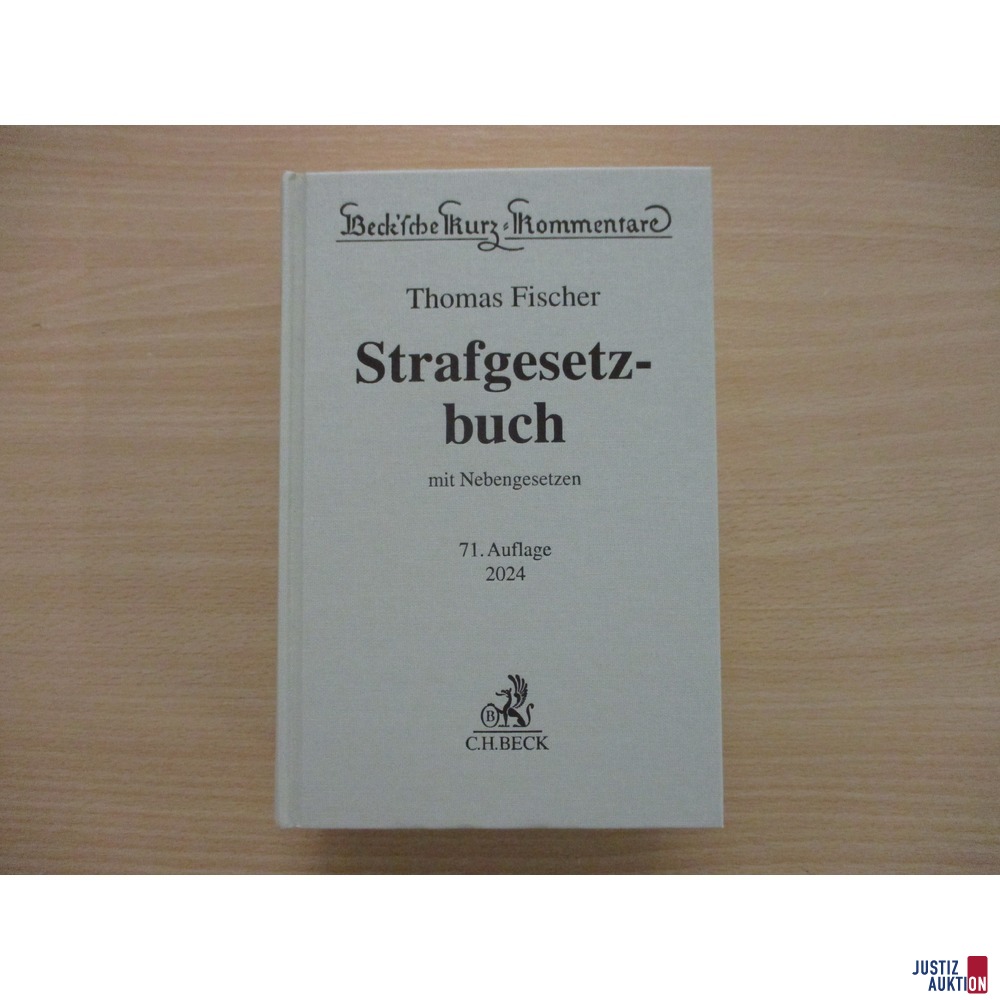 Beck'sche Kurz-Kommentare
Thomas Fischer
Strafgesetz-
buch
mit Nebengesetzen
71. Auflage
2024
B
C.H.BECK
JUSTIZ
AUKTION